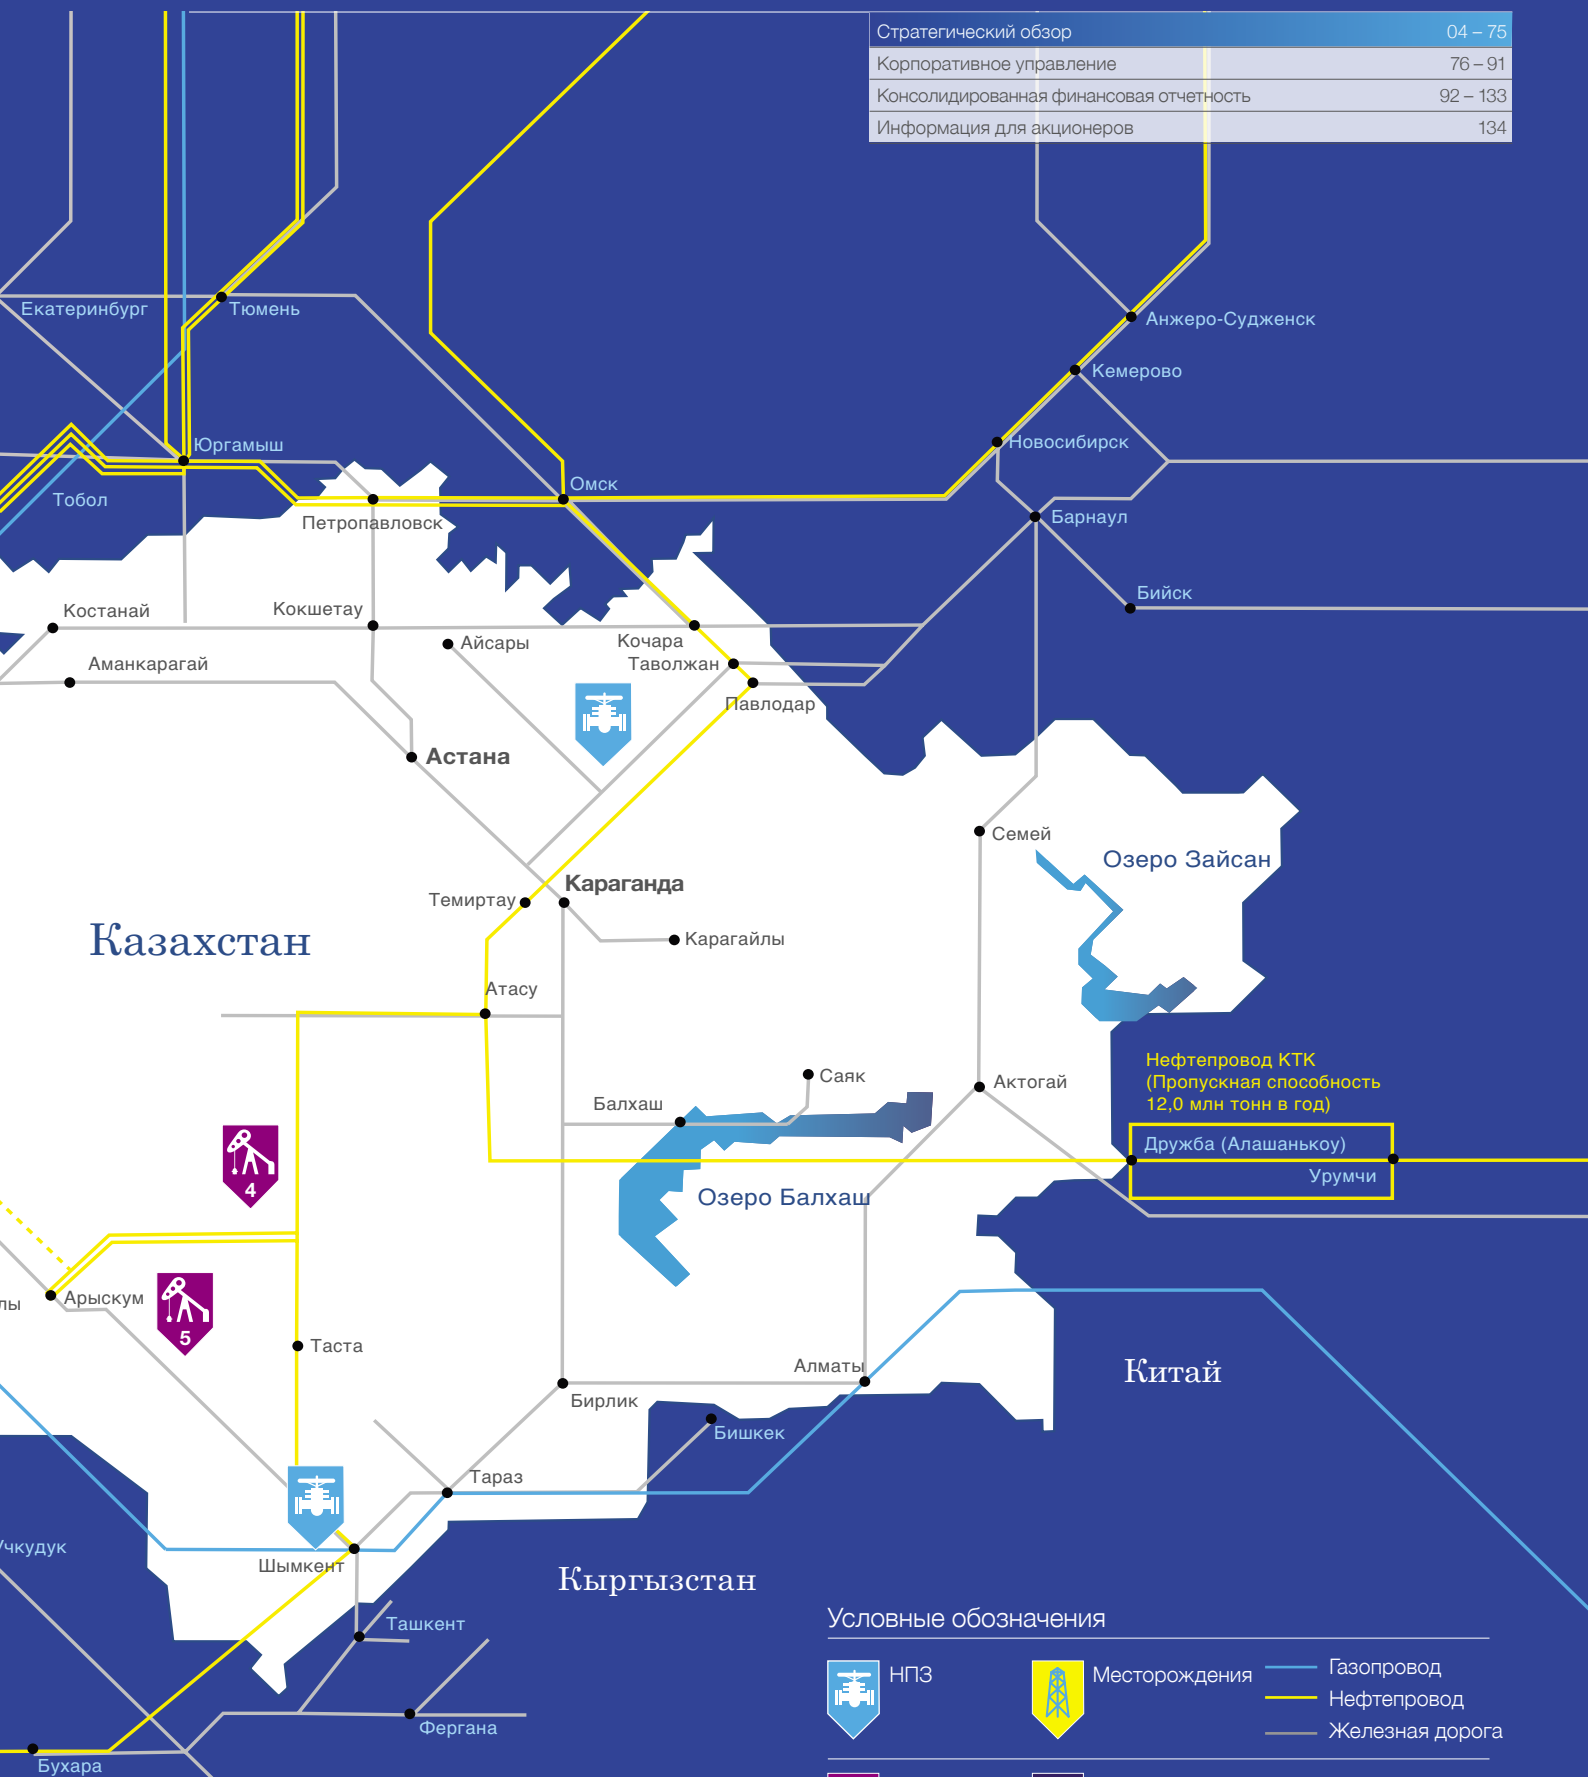 Стратегический обзор 04 – 75
Корпоративное управление 76 – 91
Консолидированная финансовая отчетность 92 – 133
Информация для акционеров 134
Екатеринбург
Тюмень
Анжеро-Судженск
Кемерово
Юргамыш
Новосибирск
Тобол
Омск
Петропавловск
Барнаул
Бийск
Костанай
Кокшетау
Айсары
Кочара
Аманкарагай
Таволжан
Павлодар
Астана
Семей
Озеро Зайсан
Караганда
Темиртау
Казахстан
Карагайлы
Атасу
Нефтепровод КТК
(Пропускная способность
12,0 млн тонн в год)
Саяк
Актогай
Балхаш
Дружба (Алашанькоу)
Урумчи
4
Озеро Балхаш
лы
Арыскум
5
Таста
Алматы
Китай
Бирлик
Бишкек
Тараз
Учкудук
Шымкент
Кыргызстан
Ташкент
Фергана
Бухара
Условные обозначения
НПЗ
Месторождения
Газопровод
Нефтепровод
Железная дорога